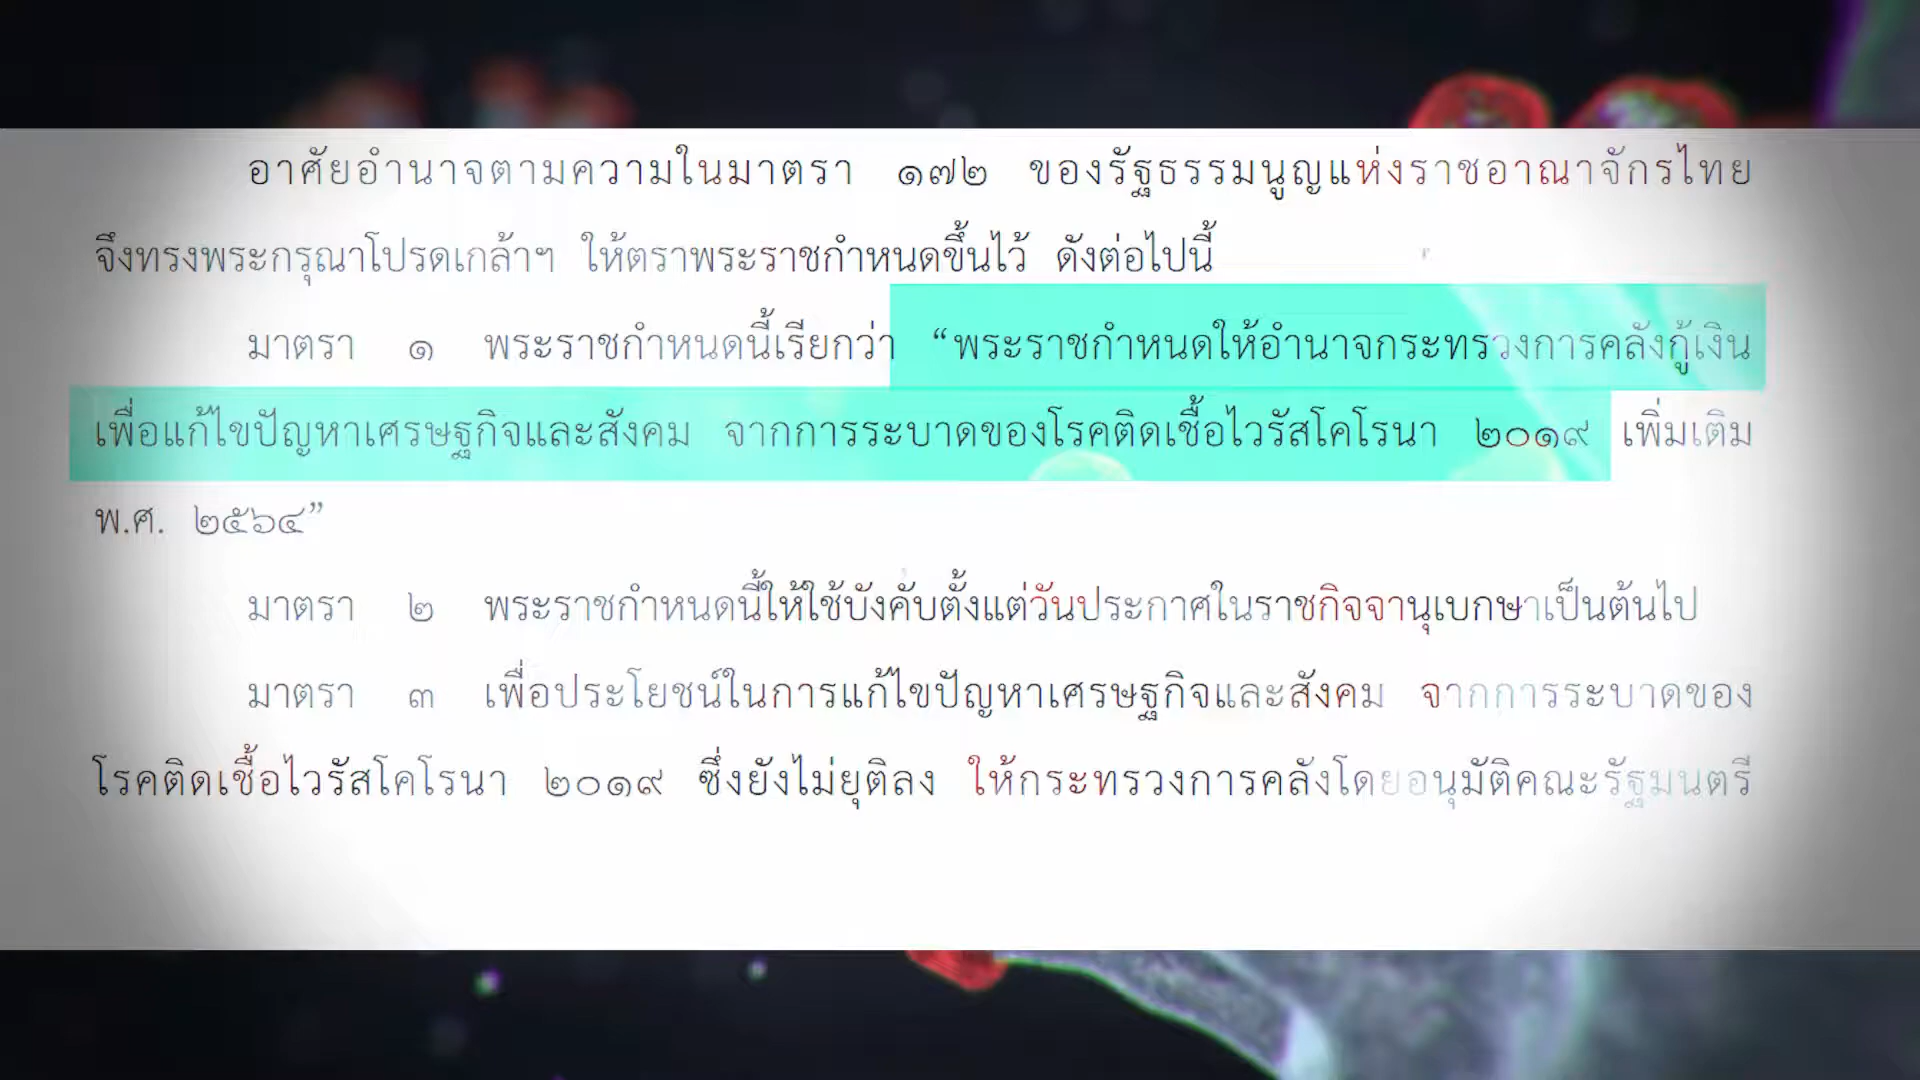 อาศัยอำนาจตามความในมาตรา ๑๗๒ ของรัฐธรรมนูญแห่งราชอาณาจักรไทย
จึงทรงพระกรุณาโปรดเกล้าฯ ให้ตราพระราชกำหนดขึ้นไว้ ดังต่อไปนี้
มาตรา ๑ พระราชกำหนดนี้เรียกว่า “พระราชกำหนดให้อำนาจกระทรวงการคลังกู้เงิน
เพื่อแก้ไขปัญหาเศรษฐกิจและสังคม จากการระบาดของโรคติดเชื้อไวรัสโคโรนา ๒๐๑๙ เพิ่มเติม
พ.ศ. ๒๕๖๔”
มาตรา ๒ พระราชกำหนดนี้ให้ใช้บังคับตั้งแต่วันประกาศในราชกิจจานุเบกษาเป็นต้นไป
มาตรา ๓ เพื่อประโยชน์ในการแก้ไขปัญหาเศรษฐกิจและสังคม จากการระบาดของ
โรคติดเชื้อไวรัสโคโรนา ๒๐๑๙ ซึ่งยังไม่ยุติลง ให้กระทรวงการคลังโดยอนุมัติคณะรัฐมนตรี